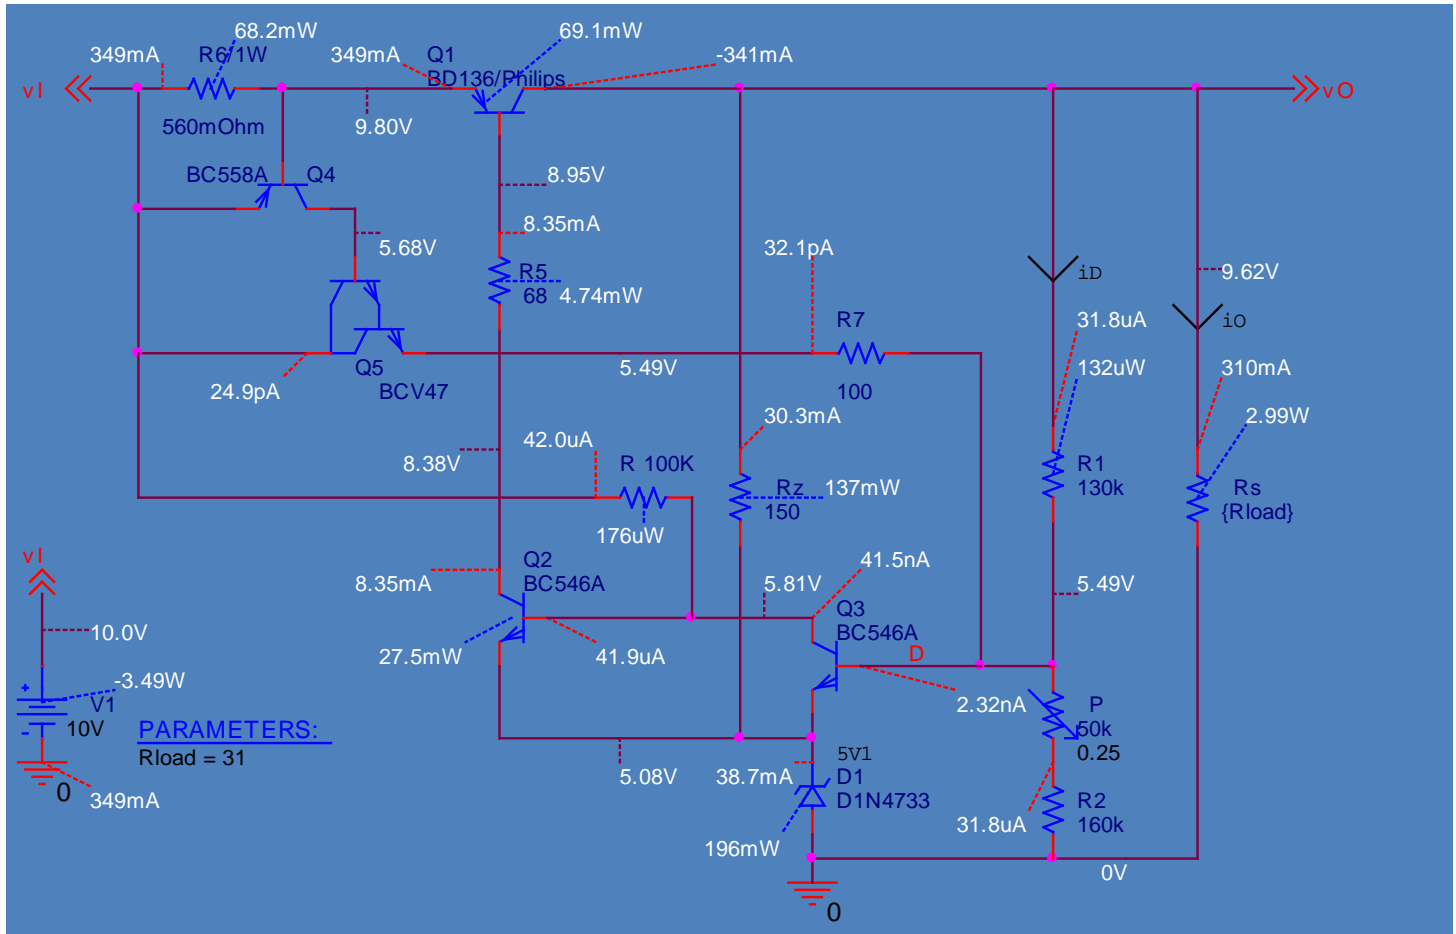 68.2mW
69.1mW
349mA
R6/1W
349mA
Q1
-341mA
BD136/Philips
vI
vO
560mOhm
9.80V
BC558A
Q4
8.95V
8.35mA
5.68V
32.1pA
iD
9.62V
R5
68
4.74mW
R7
31.8uA
iO
Q5
5.49V
132uW
310mA
24.9pA
BCV47
100
30.3mA
2.99W
42.0uA
8.38V
R 100K
R1
130k
Rz
150
137mW
Rs
{Rload}
176uW
vI
Q2
BC546A
8.35mA
41.5nA
5.81V
5.49V
Q3
BC546A
10.0V
27.5mW
41.9uA
D
-3.49W
2.32nA
+
V1
10V
-
P
50k
0.25
PARAMETERS:
Rload = 31
5.08V
5V1
38.7mA
D1
D1N4733
0
349mA
R2
160k
31.8uA
196mW
0V
0